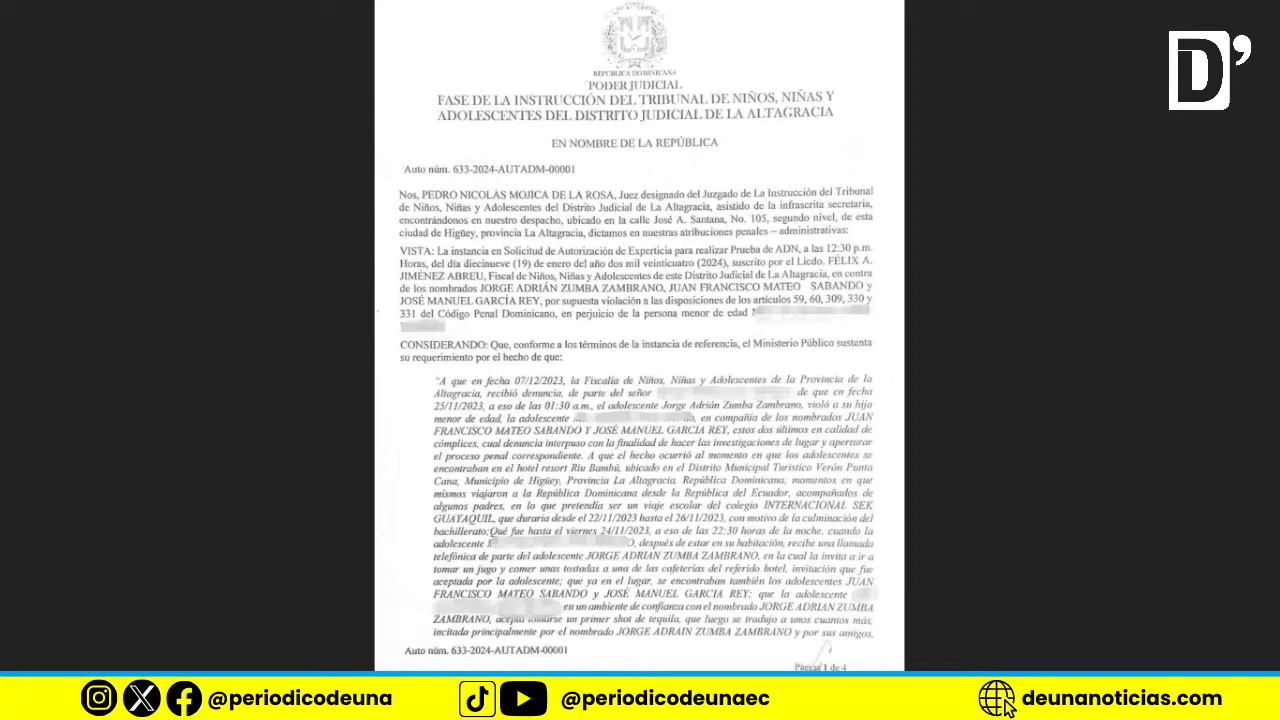 D'
REPÚBLICA DOMINICANA
PODER JUDICIAL
FASE DE LA INSTRUCCIÓN DEL TRIBUNAL DE NIÑOS, NIÑAS Y
ADOLESCENTES DEL DISTRITO JUDICIAL DE LA ALTAGRACIA
EN NOMBRE DE LA REPÚBLICA
Auto núm. 633-2024-AUTADM-00001
Nos, PEDRO NICOLÁS MOJICA DE LA ROSA, Juez designado del Juzgado de La Instrucción del Tribunal
de Niños, Niñas y Adolescentes del Distrito Judicial de La Altagracia, asistido de la infrascrita secretaria,
encontrándonos en nuestro despacho, ubicado en la calle José A. Santana, No. 105, segundo nivel, de esta
ciudad de Higüey, provincia La Altagracia, dictamos en nuestras atribuciones penales – administrativas:
VISTA: La instancia en Solicitud de Autorización de Experticia para realizar Prueba de ADN, a las 12:30 p.m.
Horas, del día diecinueve (19) de enero del año dos mil veinticuatro (2024), suscrito por el Licdo. FÉLIX A.
JIMÉNEZ ABREU, Fiscal de Niños, Niñas y Adolescentes de este Distrito Judicial de La Altagracia, en contra
de los nombrados JORGE ADRIÁN ZUMBA ZAMBRANO, JUAN FRANCISCO MATEO SABANDO y
JOSÉ MANUEL GARCÍA REY, por supuesta violación a las disposiciones de los artículos 59, 60, 309, 330 y
331 del Código Penal Dominicano, en perjuicio de la persona menor de edad
CONSIDERANDO: Que, conforme a los términos de la instancia de referencia, el Ministerio Público sustenta
su requerimiento por el hecho de que:
"A que en fecha 07/12/2023, la Fiscalía de Niños, Niñas y Adolescentes de la Provincia de la
Altagracia, recibió denuncia, de parte del señor de que en fecha
25/11/2023, a eso de las 01:30 a.m., el adolescente Jorge Adrián Zumba Zambrano, violó a su hija
menor de edad, la adolescente en compañía de los nombrados JUAN
FRANCISCO MATEO SABANDO Y JOSÉ MANUEL GARCIA REY, estos dos últimos en calidad de
cómplices, cual denuncia interpuso con la finalidad de hacer las investigaciones de lugar y aperturar
el proceso penal correspondiente. A que el hecho ocurrió al momento en que los adolescentes se
encontraban en el hotel resort Riu Bambú, ubicado en el Distrito Municipal Turístico Verón Punta
Cana, Municipio de Higüey, Provincia La Altagracia, República Dominicana, momentos en que
mismos viajaron a la República Dominicana desde la República del Ecuador, acompañados de
algunos padres, en lo que pretendía ser un viaje escolar del colegio INTERNACIONAL SEK
GUAYAQUIL, que duraría desde el 22/11/2023 hasta el 26/11/2023, con motivo de la culminación del
bachillerato;Qué fue hasta el viernes 24/11/2023, a eso de las 22:30 horas de la noche, cuando la
adolescente después de estar en su habitación, recibe una llamada
telefónica de parte del adolescente JORGE ADRIAN ZUMBA ZAMBRANO, en la cual la invita a ir a
tomar un jugo y comer unas tostadas a una de las cafeterías del referido hotel, invitación que fue
aceptada por la adolescente; que ya en el lugar, se encontraban también los adolescentes JUAN
FRANCISCO MATEO SABANDO y JOSÉ MANUEL GARCIA REY; que la adolescente
en un ambiente de confianza con el nombrado JORGE ADRIAN ZUMBA
ZAMBRANO, acepta tomarse un primer shot de tequila, que luego se tradujo a unos cuantos más,
incitada principalmente por el nombrado JORGE ADRAIN ZUMBA ZAMBRANO y por sus amigos,
Auto núm. 633-2024-AUTADM-00001
Página 1 de 4
@periodicodeuna
@periodicodeunaec
deunanoticias.com